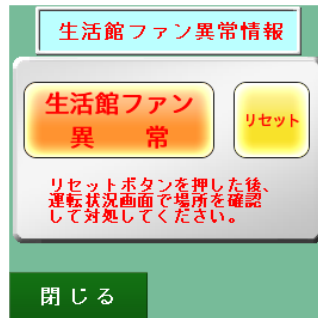 生活館ファン異常情報
生活館ファン
異　常
リセット
リセットボタンを押した後、
運転状況画面で場所を確認
して対処してください。
閉じる